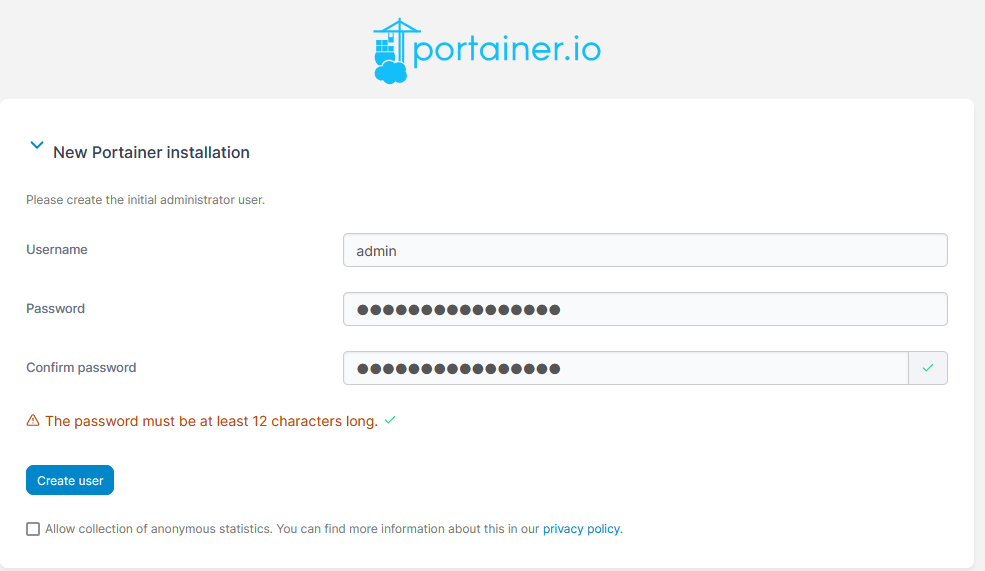 portainer.io
New Portainer installation
Please create the initial administrator user.
Username
admin
Password
●●●●●●●●●●●●●●●●
Confirm password
●●●●●●●●●●●●●●●●
The password must be at least 12 characters long.
Create user
Allow collection of anonymous statistics. You can find more information about this in our privacy policy.